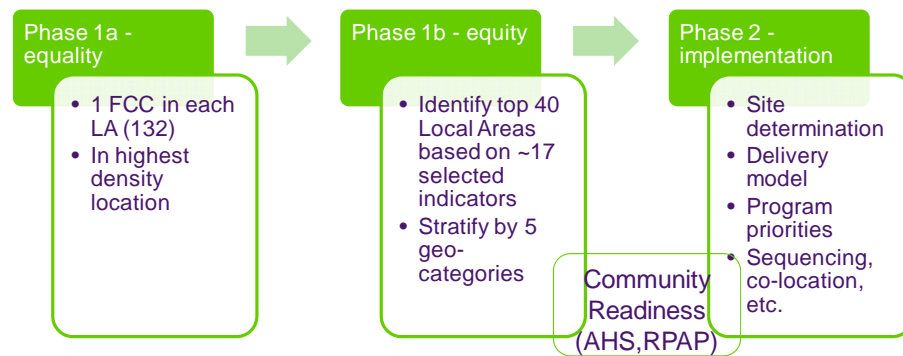 Phase 1a -
equality
• 1 FCC in each
LA (132)
• In highest
density
location
Phase 1b - equity
• Identify top 40
Local Areas
based on ~17
selected
indicators
• Stratify by 5
geo-
categories
Phase 2 -
implementation
• Site
determination
• Delivery
model
• Program
priorities
• Sequencing,
co-location,
etc.
Community
Readiness
(AHS,RPAP)